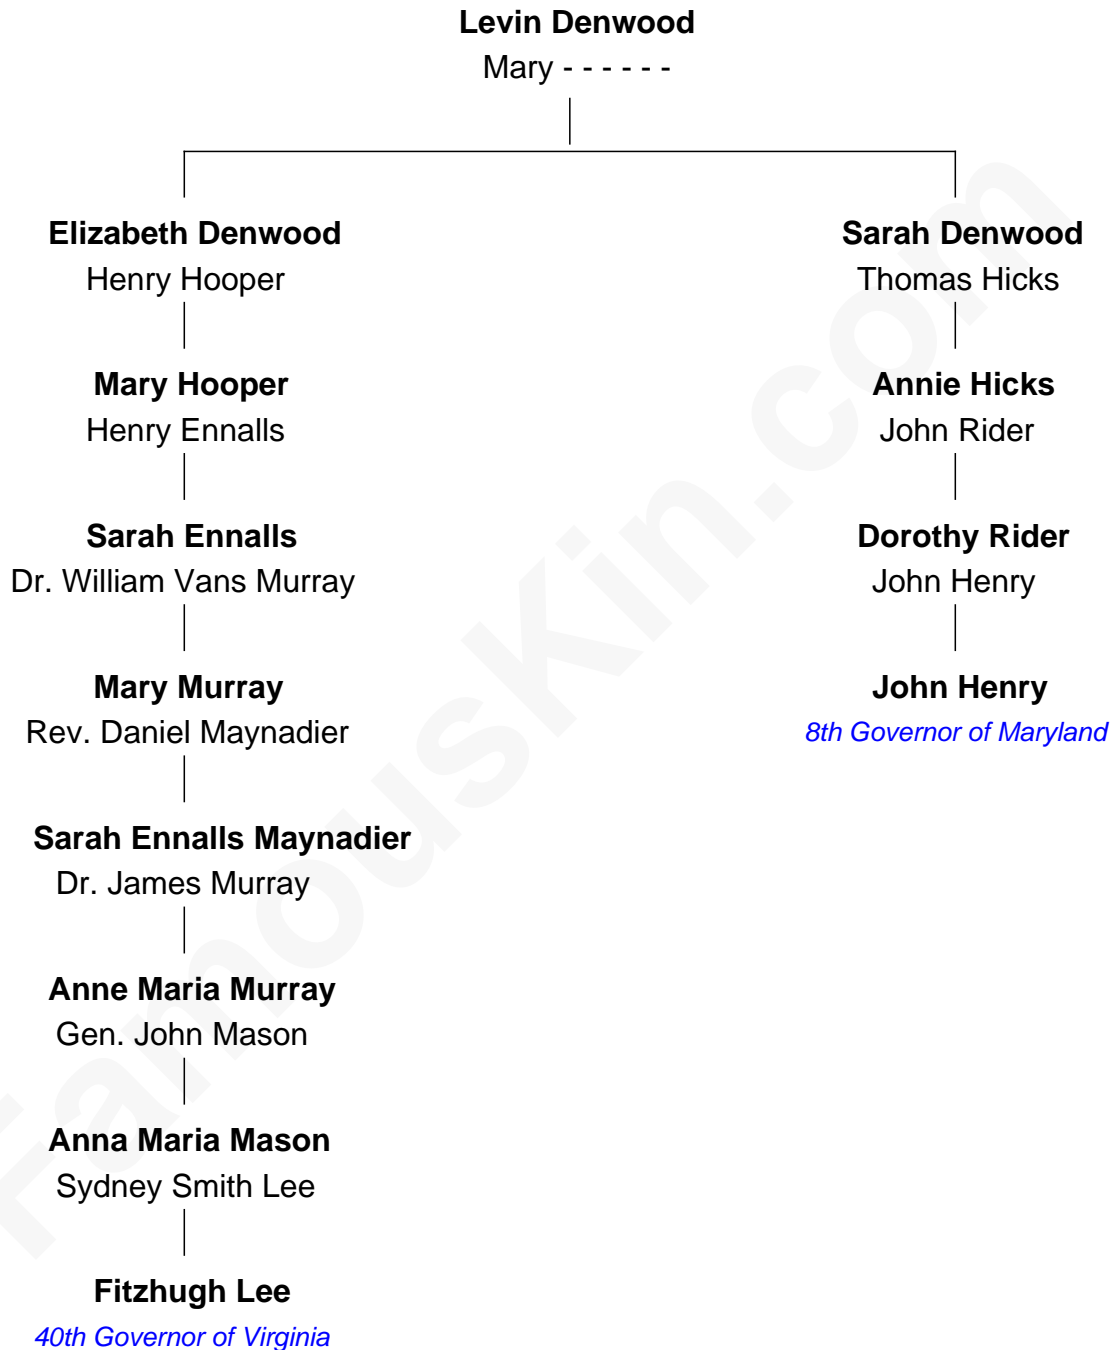 Levin Denwood
Mary - - - - - -
Elizabeth Denwood
Henry Hooper
Sarah Denwood
Thomas Hicks
Mary Hooper
Henry Ennalls
Annie Hicks
John Rider
Sarah Ennalls
Dr. William Vans Murray
Dorothy Rider
John Henry
Mary Murray
Rev. Daniel Maynadier
John Henry
8th Governor of Maryland
Sarah Ennalls Maynadier
Dr. James Murray
Anne Maria Murray
Gen. John Mason
Anna Maria Mason
Sydney Smith Lee
Fitzhugh Lee
40th Governor of Virginia
FamousKin.com